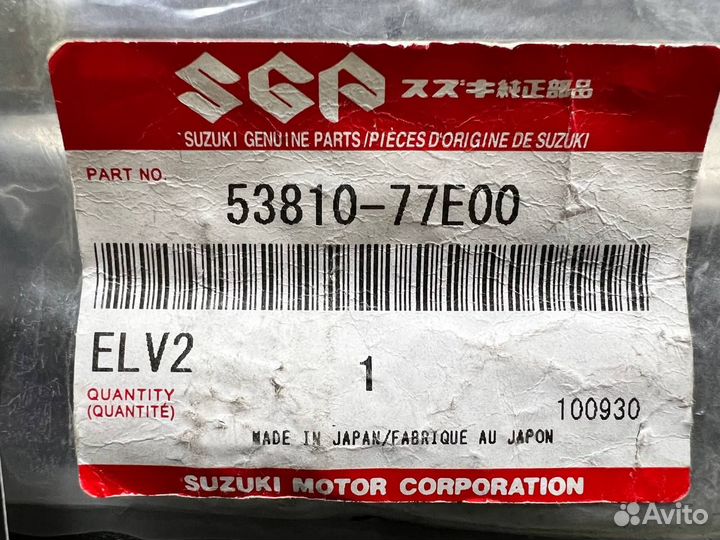 SGP スズキ純正部品
SUZUKI GENUINE PARTS/PIÈCES D'ORIGINE DE SUZUKI
PART NO.
53810-77E00
ELV2
1
QUANTITY
(QUANTITÉ)
100930
MADE IN JAPAN/FABRIQUE AU JAPON
SUZUKI MOTOR CORPORATION
Avito